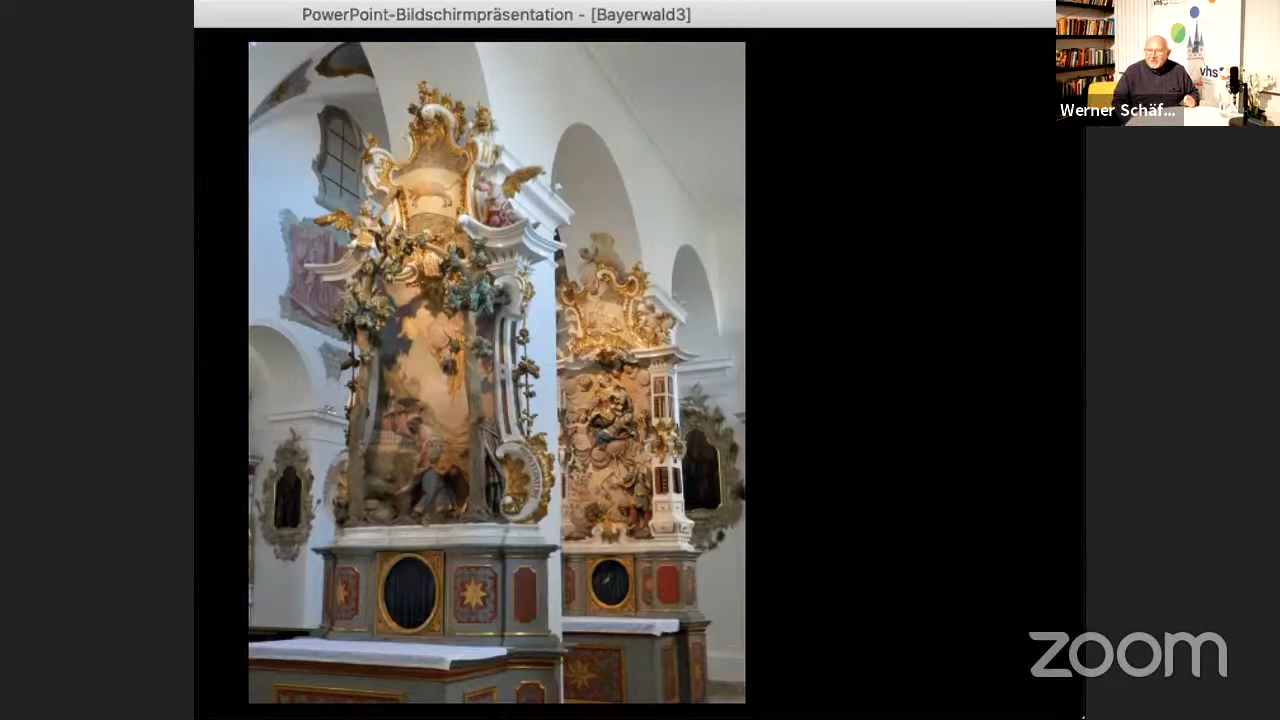 PowerPoint-Bildschirmpräsentation - [Bayerwald3]
vhs
Werner Schäf...
zoom